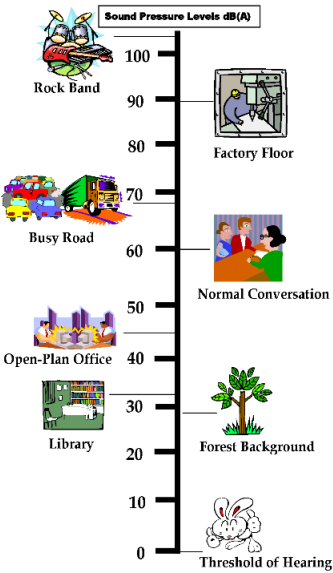 Sound Pressure Levels dB(A)
100
Rock Band
90
Factory Floor
80
70
Busy Road
60
Normal Conversation
50
Open-Plan Office
40
30
Library
Forest Background
20
10
0
Threshold of Hearing